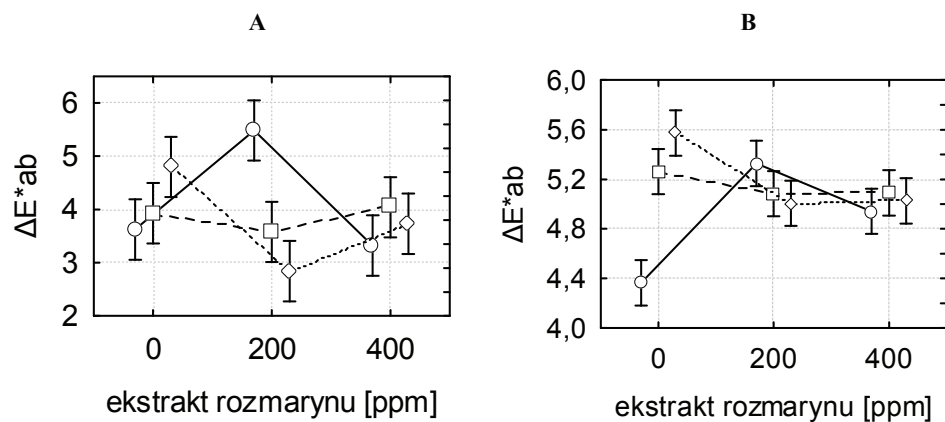 A
B
ΔE*ab
6
5
4
3
2
0
200
400
ekstrakt rozmarynu [ppm]
ΔE*ab
6,0
5,6
5,2
4,8
4,4
4,0
0
200
400
ekstrakt rozmarynu [ppm]